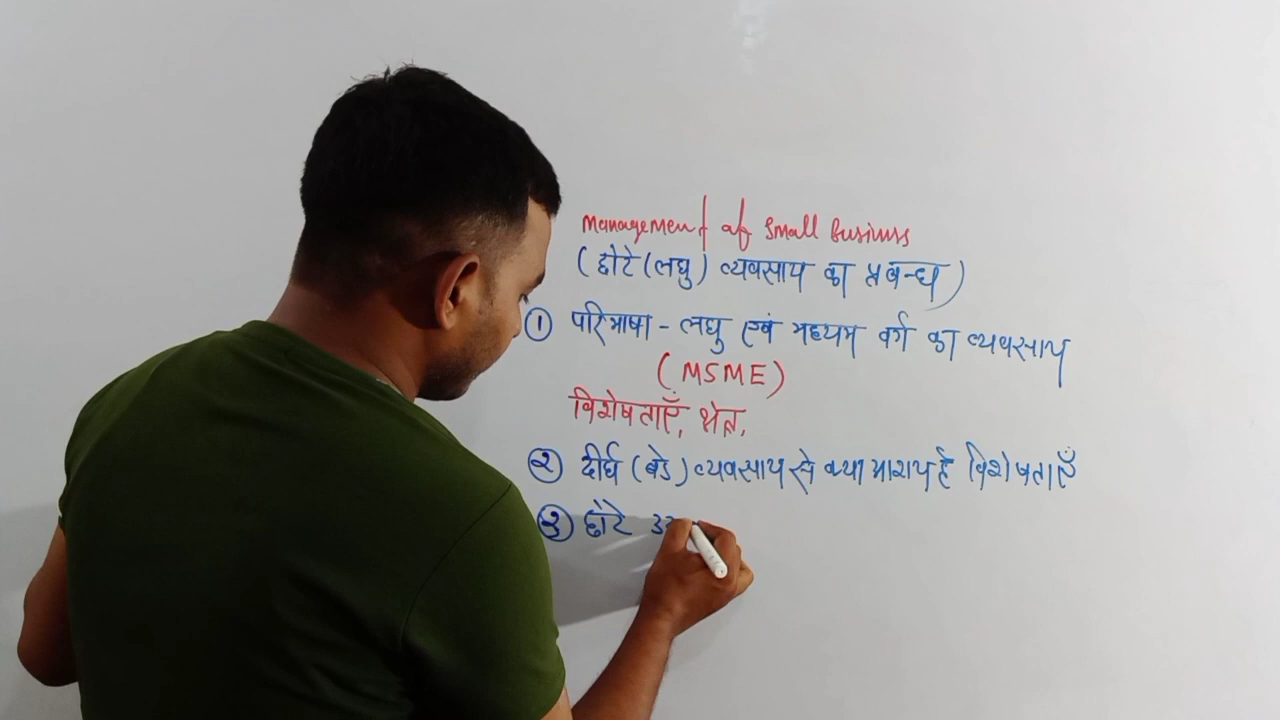 Management of Small Business
(छोटे (लघु) व्यवसाय का प्रबन्ध)
① परिभाषा - लघु एवं मध्यम वर्ग का व्यवसाय
(MSME)
विशेषताएँ, क्षेत्र,
② दीर्घ (बड़े) व्यवसाय से क्या आशय है विशेषताएँ
③ छोटे